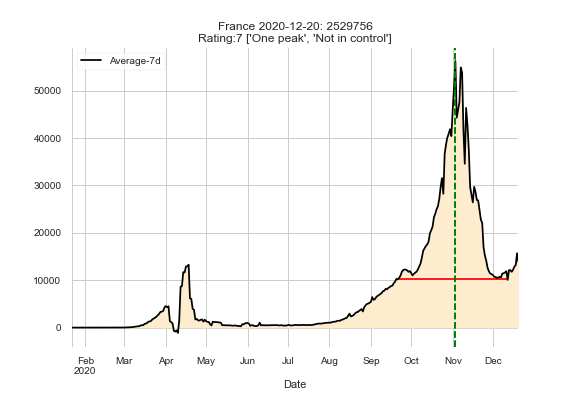 France 2020-12-20: 2529756
Rating:7 ['One peak', 'Not in control']
Average-7d
50000
40000
30000
20000
10000
0
Feb Mar Apr May Jun Jul Aug Sep Oct Nov Dec
2020
Date